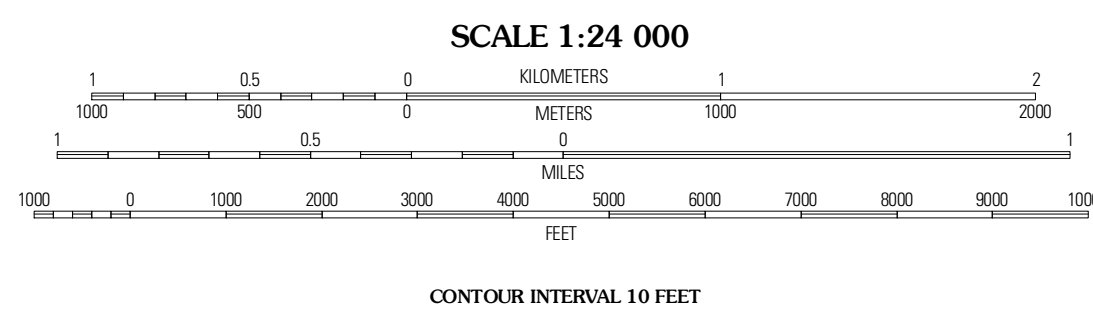 SCALE 1:24 000
1 0.5 0 KILOMETERS 1 2
1000 500 0 METERS 1000 2000
1 0.5 0 1
MILES
1000 0 1000 2000 3000 4000 5000 6000 7000 8000 9000 1000
FEET
CONTOUR INTERVAL 10 FEET